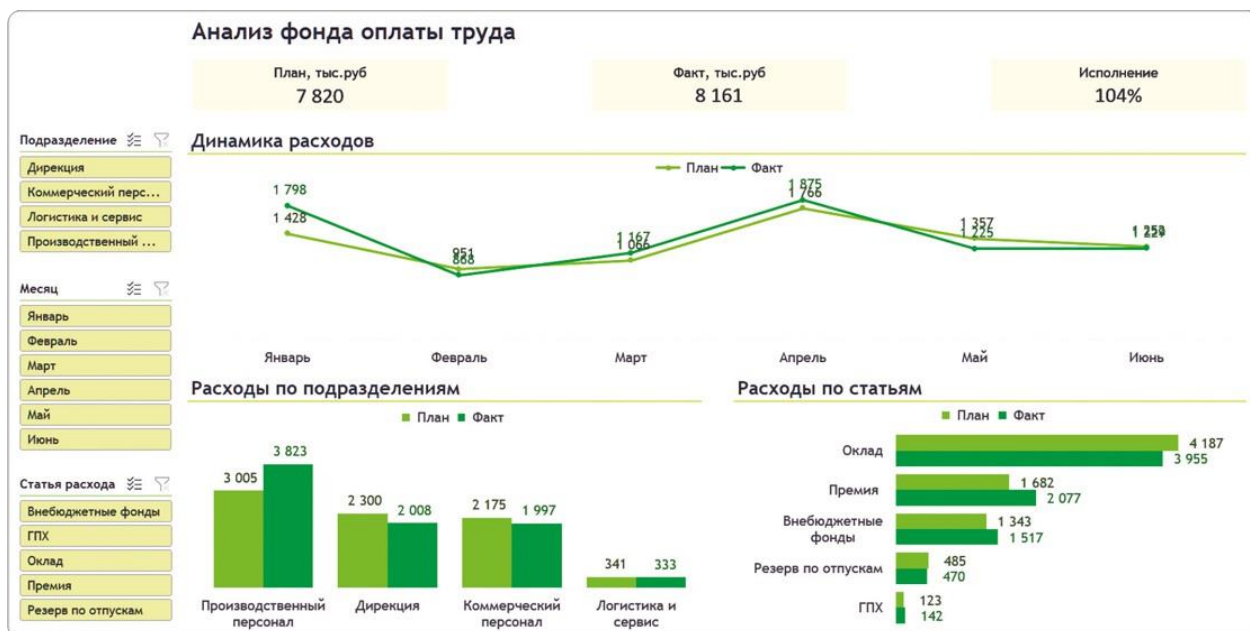 Анализ фонда оплаты труда
План, тыс.руб
7 820
Факт, тыс.руб
8 161
Исполнение
104%
Подразделение
Дирекция
Коммерческий перс...
Логистика и сервис
Производственный ...
Месяц
Январь
Февраль
Март
Апрель
Май
Июнь
Статья расхода
Внебюджетные фонды
ГПХ
Оклад
Премия
Резерв по отпускам
Динамика расходов
План Факт
1 798
1 428
951
868
1 167
1 066
1 875
1 766
1 357
1 225
Январь Февраль Март Апрель Май Июнь
Расходы по подразделениям
План Факт
3 005 3 823
2 300 2 008
2 175 1 997
341 333
Производственный
персонал
Дирекция
Коммерческий
персонал
Логистика и
сервис
Расходы по статьям
План Факт
Оклад
4 187
3 955
Премия
1 682
2 077
Внебюджетные
фонды
1 343
1 517
Резерв по отпускам
485
470
ГПХ
123
142